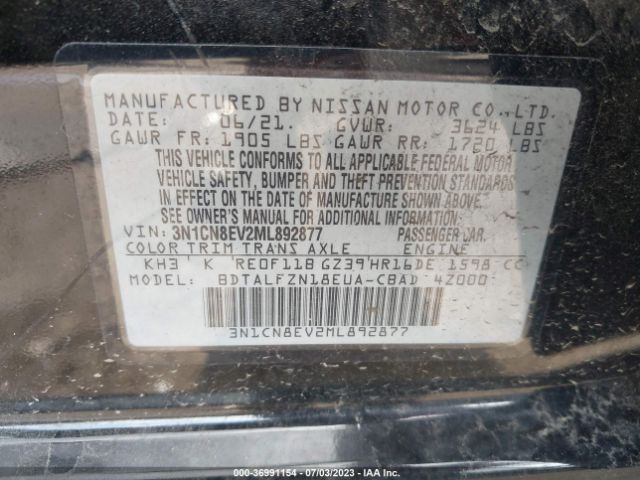 MANUFACTURED BY NISSAN MOTOR CO., LTD.
DATE: 06/21. GVWR: 3624 LBS
GAWR FR: 1905 LBS GAWR RR: 1720 LBS
THIS VEHICLE CONFORMS TO ALL APPLICABLE FEDERAL MOTOR
VEHICLE SAFETY, BUMPER AND THEFT PREVENTION STANDARDS
IN EFFECT ON THE DATE OF MANUFACTURE SHOWN ABOVE.
SEE OWNER'S MANUAL FOR ADDITIONAL INFORMATION.
VIN: 3N1CN8EV2ML892877 PASSENGER CAR.
COLOR TRIM TRANS AXLE ENGINE
KH3 K RE0F11B GZ39 HR16DE 1598 CC
MODEL: BDTALFZN18EUA-CBAD 4Z000
3N1CN8EV2ML892877
000-36991154 - 07/03/2023 - IAA Inc.